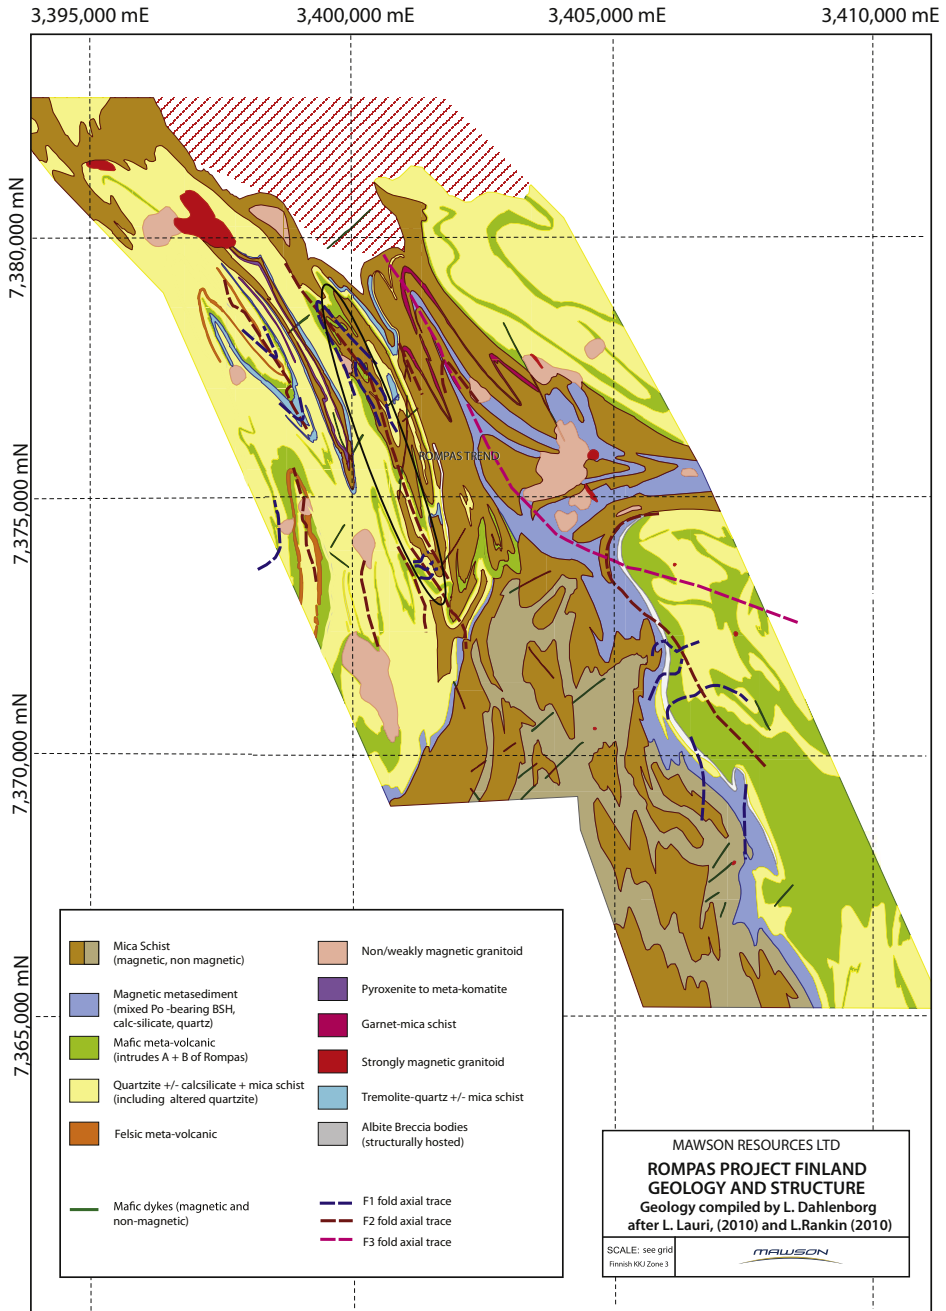 3,395,000 mE
3,400,000 mE
3,405,000 mE
3,410,000 mE
7,380,000 mN
7,375,000 mN
7,370,000 mN
7,365,000 mN
ROMPAS TREND
Mica Schist
(magnetic, non magnetic)
Magnetic metasediment
(mixed Po -bearing BSH,
calc-silicate, quartz)
Mafic meta-volcanic
(intrudes A + B of Rompas)
Quartzite +/- calcsilicate + mica schist
(including altered quartzite)
Felsic meta-volcanic
Mafic dykes (magnetic and
non-magnetic)
Non/weakly magnetic granitoid
Pyroxenite to meta-komatite
Garnet-mica schist
Strongly magnetic granitoid
Tremolite-quartz +/- mica schist
Albite Breccia bodies
(structurally hosted)
F1 fold axial trace
F2 fold axial trace
F3 fold axial trace
MAWSON RESOURCES LTD
ROMPAS PROJECT FINLAND
GEOLOGY AND STRUCTURE
Geology compiled by L. Dahlenborg
after L. Lauri, (2010) and L.Rankin (2010)
SCALE: see grid
Finnish KKJ Zone 3
MAWSON